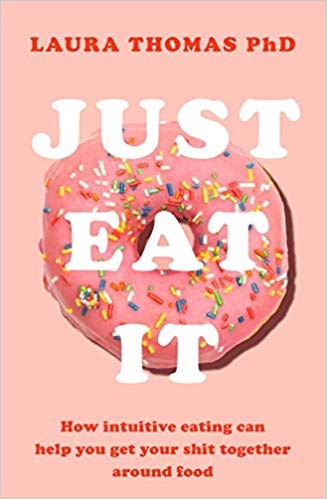 LAURA THOMAS PhD
JUST
EAT
IT
How intuitive eating can
help you get your shit together
around food